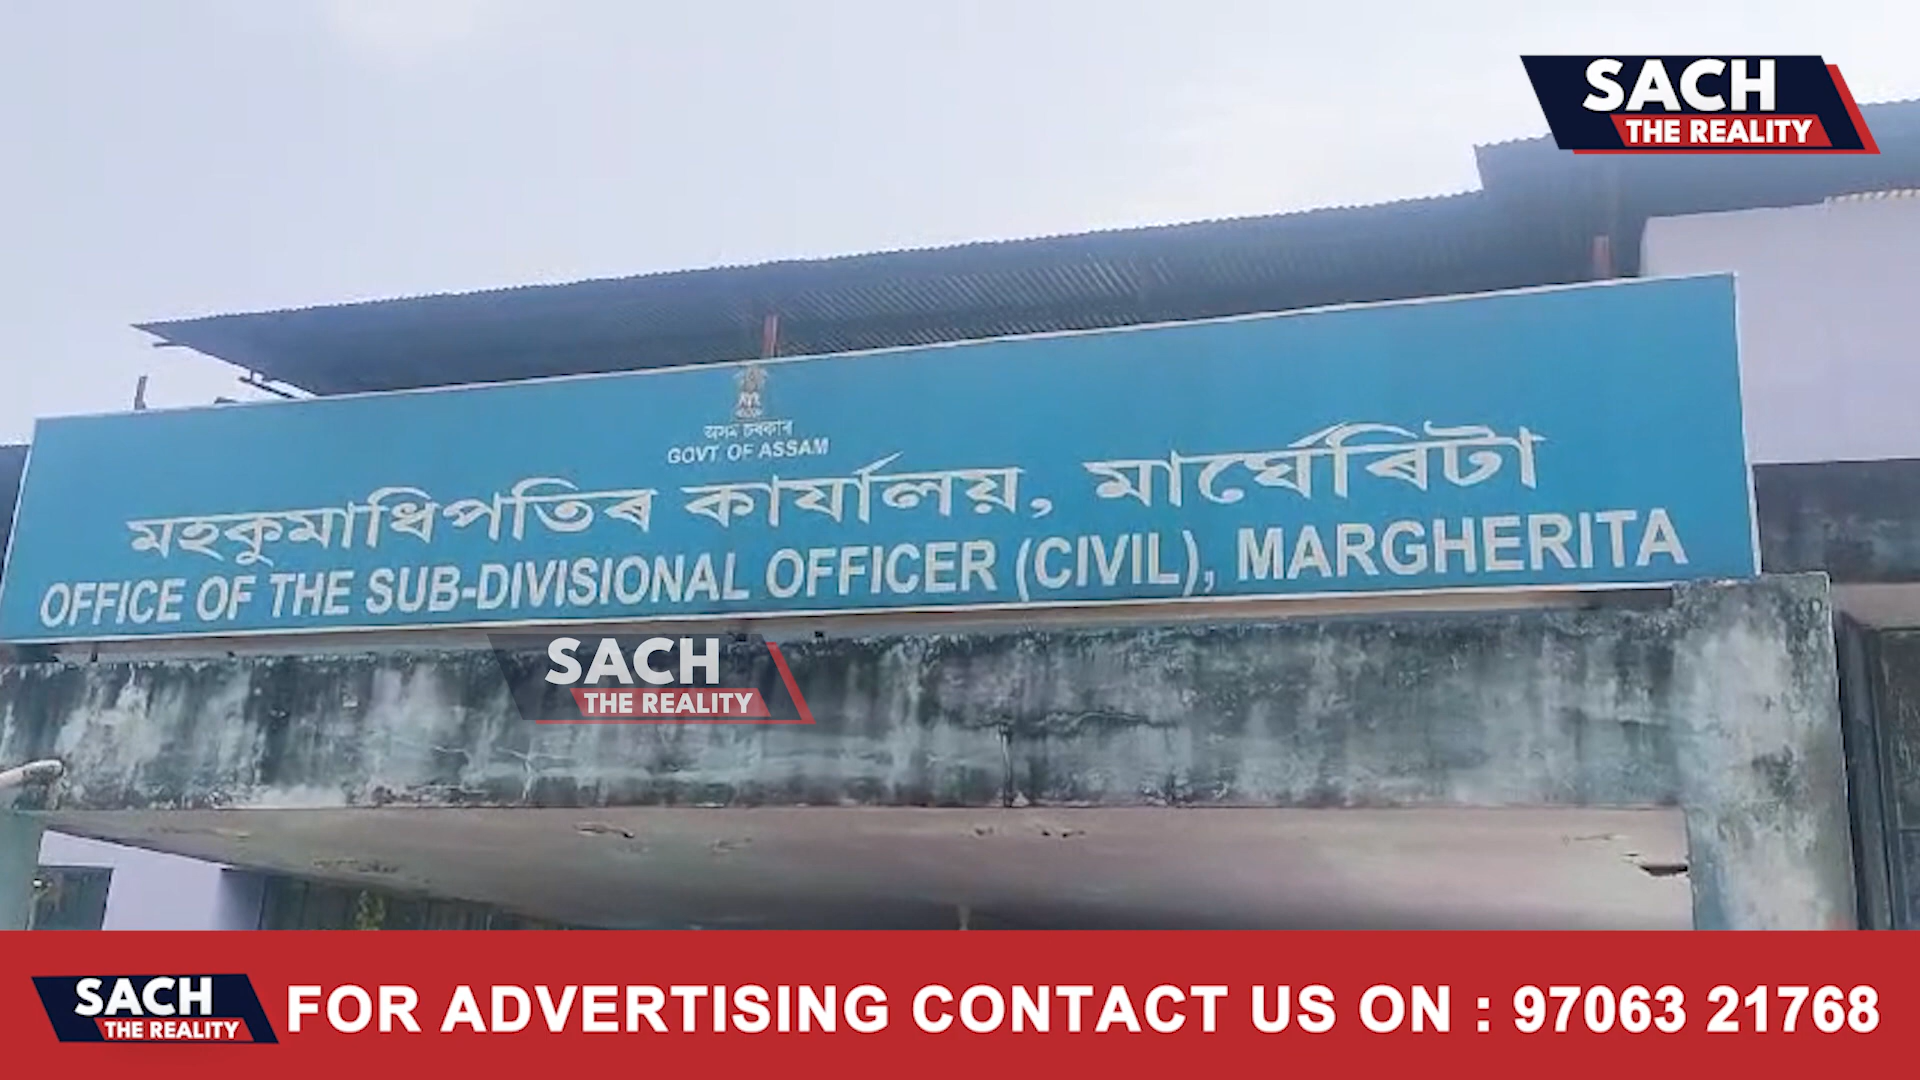 SACH
THE REALITY
অসম চৰকাৰ
GOVT. OF ASSAM
মহকুমাধিপতিৰ কাৰ্যালয়, মাৰ্ঘেৰিটা
OFFICE OF THE SUB-DIVISIONAL OFFICER (CIVIL), MARGHERITA
SACH
THE REALITY
SACH
THE REALITY
FOR ADVERTISING CONTACT US ON : 97063 21768